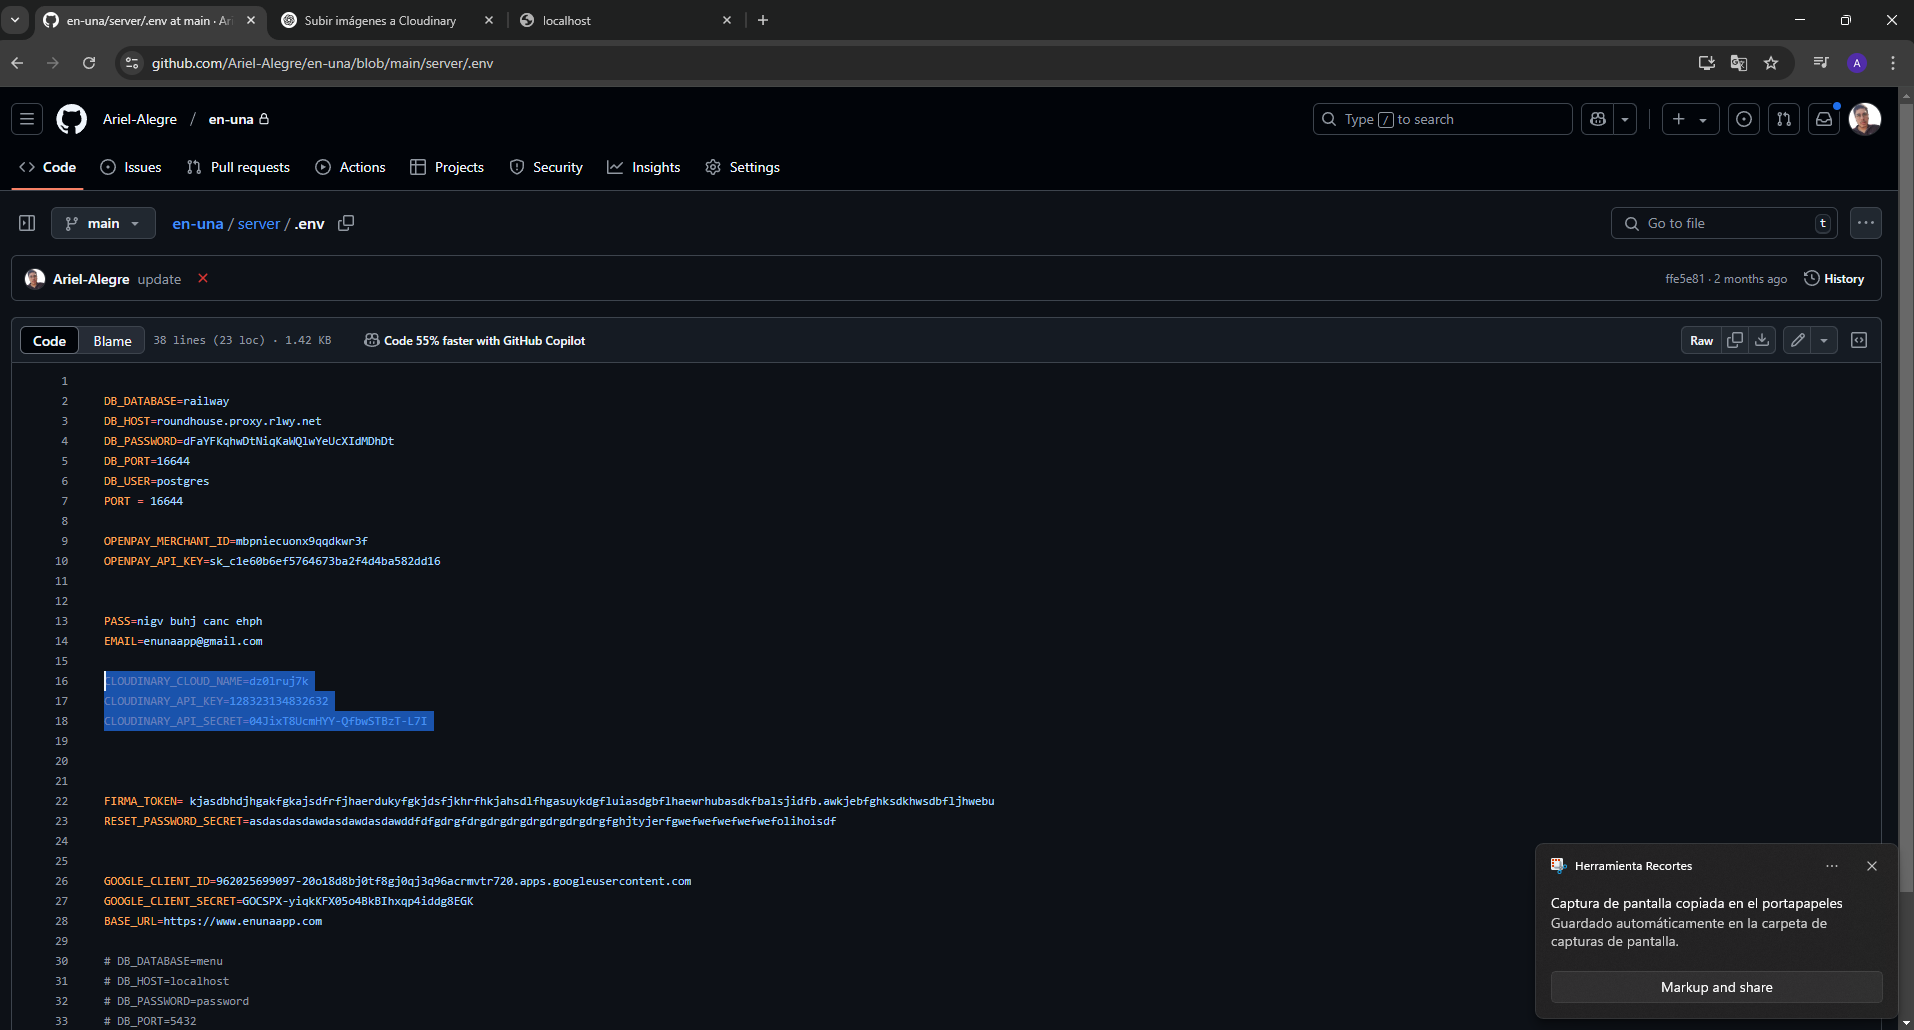 en-una/server/.env at main · Ari
Subir imágenes a Cloudinary
localhost
github.com/Ariel-Alegre/en-una/blob/main/server/.env
A
Ariel-Alegre / en-una
Type / to search
Code
Issues
Pull requests
Actions
Projects
Security
Insights
Settings
main
en-una / server / .env
Go to file
t
Ariel-Alegre update
ffe5e81 · 2 months ago
History
Code
Blame
38 lines (23 loc) · 1.42 KB
Code 55% faster with GitHub Copilot
Raw
1
2 DB_DATABASE=railway
3 DB_HOST=roundhouse.proxy.rlwy.net
4 DB_PASSWORD=dFaYFKqhwDtNiqKaWQlwYeUcXIdMDhDt
5 DB_PORT=16644
6 DB_USER=postgres
7 PORT = 16644
8
9 OPENPAY_MERCHANT_ID=mbpniecuonx9qqdkwr3f
10 OPENPAY_API_KEY=sk_c1e60b6ef5764673ba2f4d4ba582dd16
11
12
13 PASS=nigv buhj canc ehph
14 EMAIL=enunaapp@gmail.com
15
16 CLOUDINARY_CLOUD_NAME=dz0lruj7k
17 CLOUDINARY_API_KEY=128323134832632
18 CLOUDINARY_API_SECRET=04JixT8UcmHYY-QfbwSTBzT-L7I
19
20
21
22 FIRMA_TOKEN= kjasdbhdjhgakfgkajsdfrfjhaerdukyfgkjdsfjkhrfhkjahsdlfhgasuykdgfluiasdgbflhaewrhubasdkfbalsjidfb.awkjebfghksdkhwsdbfljhwebu
23 RESET_PASSWORD_SECRET=asdasdasdawdasdawdasdawddfdfgdrgfdrgdrgdrgdrgdrgdrgdrgfghjtyjerfgwefwefwefwefwefolihoisdf
24
25
26 GOOGLE_CLIENT_ID=962025699097-20o18d8bj0tf8gj0qj3q96acrmvtr720.apps.googleusercontent.com
27 GOOGLE_CLIENT_SECRET=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
28 BASE_URL=https://www.enunaapp.com
29
30 # DB_DATABASE=menu
31 # DB_HOST=localhost
32 # DB_PASSWORD=password
33 # DB_PORT=5432
Herramienta Recortes
Captura de pantalla copiada en el portapapeles
Guardado automáticamente en la carpeta de
capturas de pantalla.
Markup and share